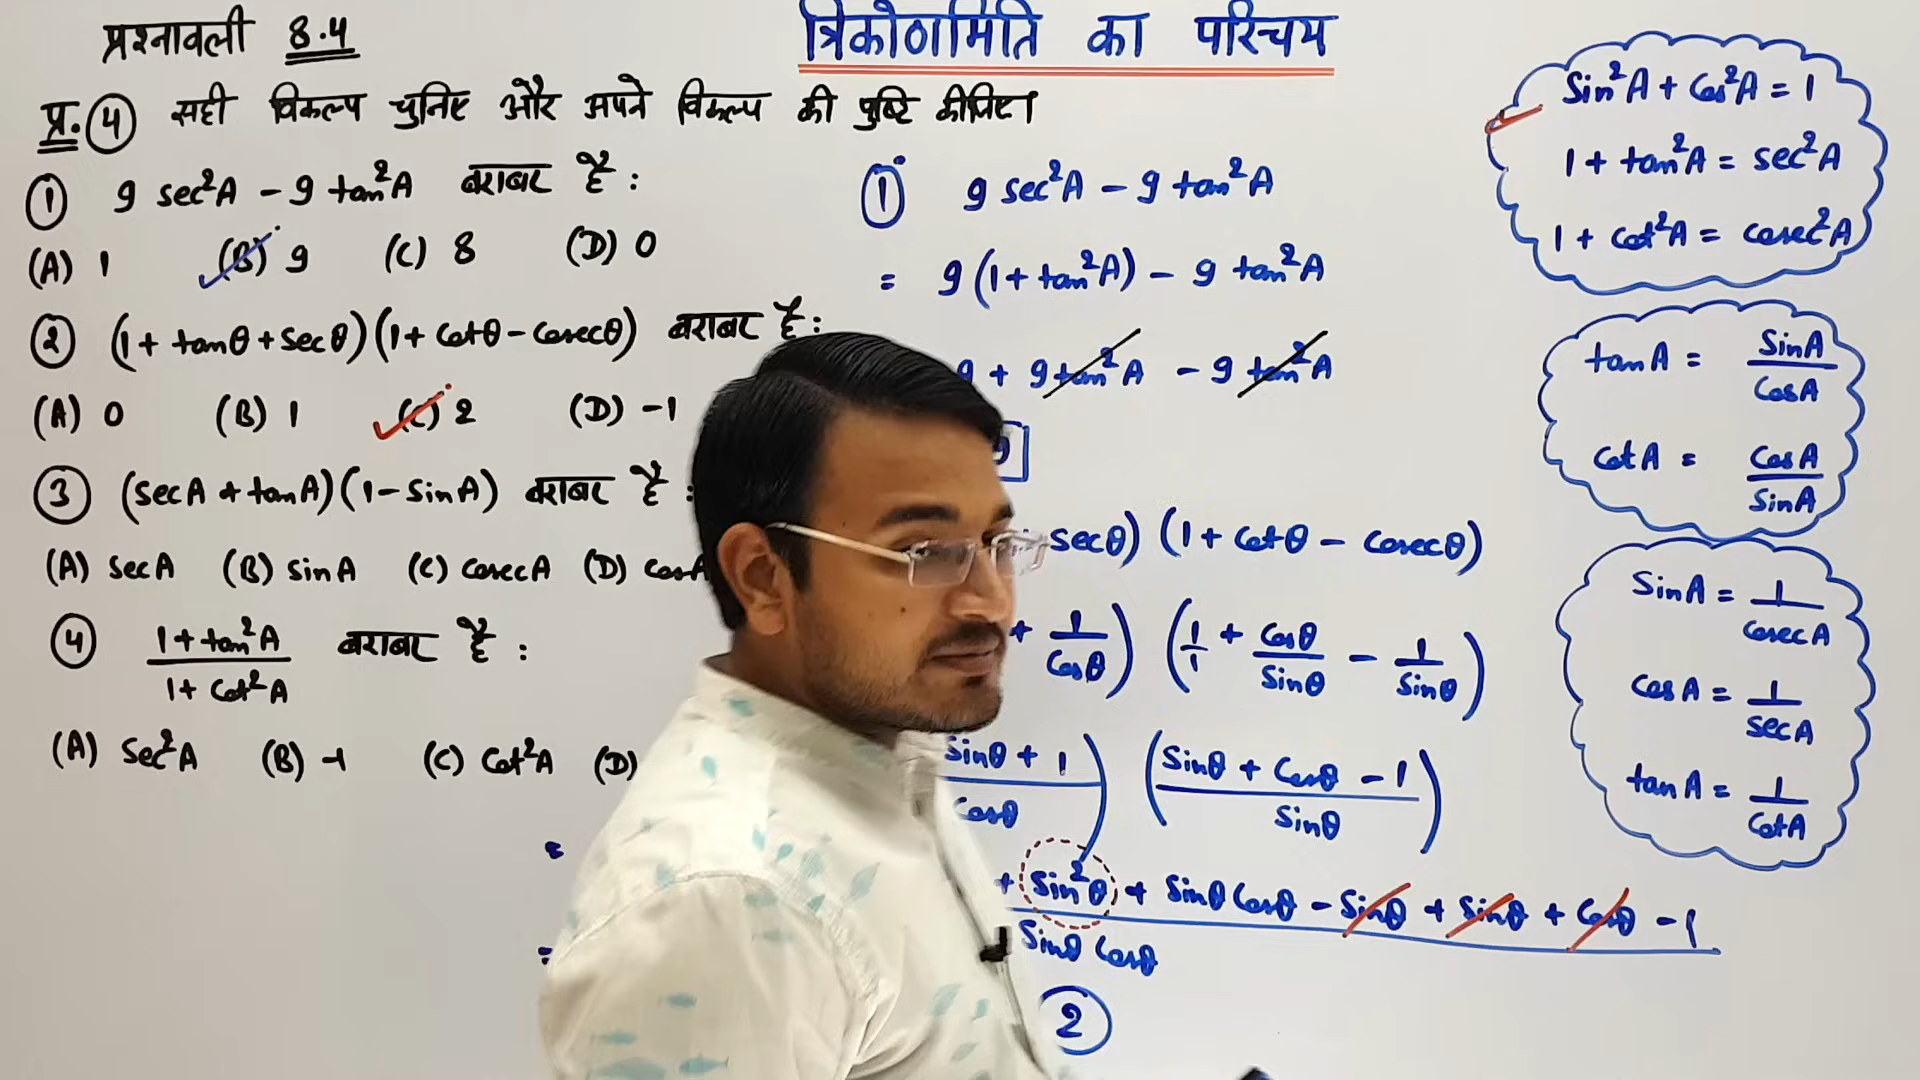 प्रश्नावली 8.4
त्रिकोणमिति का परिचय
प्र. ④ सही विकल्प चुनिए और अपने विकल्प की पुष्टि कीजिए।
① 9 sec²A - 9 tan²A बराबर है :
(A) 1 (B) 9 (C) 8 (D) 0
② (1 + tanθ + secθ)(1 + cotθ - cosecθ) बराबर है :
(A) 0 (B) 1 (C) 2 (D) -1
③ (secA + tanA)(1 - sinA) बराबर है :
(A) secA (B) sinA (C) cosecA (D) cosA
④ (1 + tan²A)/(1 + cot²A) बराबर है :
(A) Sec²A (B) -1 (C) Cot²A (D)
① 9 sec²A - 9 tan²A
= 9(1 + tan²A) - 9 tan²A
9 + 9 tan²A - 9 tan²A
9
secθ) (1 + cotθ - cosecθ)
+ 1/cosθ) (1/1 + cosθ/sinθ - 1/sinθ)
sinθ + 1)/cosθ ((sinθ + cosθ - 1)/sinθ)
=
+ sin²θ + sinθ cosθ - sinθ + sinθ + cosθ - 1
= sinθ cosθ
②
Sin²A + Cos²A = 1
1 + tan²A = sec²A
1 + cot²A = cosec²A
tanA = SinA/CosA
cotA = CosA/SinA
SinA = 1/cosecA
CosA = 1/secA
tanA = 1/cotA